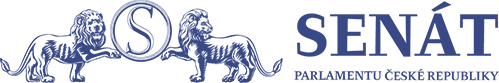 S
SENÁT
PARLAMENTU ČESKÉ REPUBLIKY